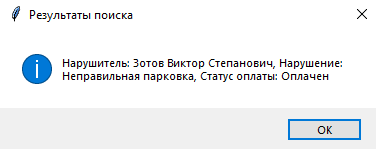 Результаты поиска
Нарушитель: Зотов Виктор Степанович, Нарушение:
Неправильная парковка, Статус оплаты: Оплачен
OK